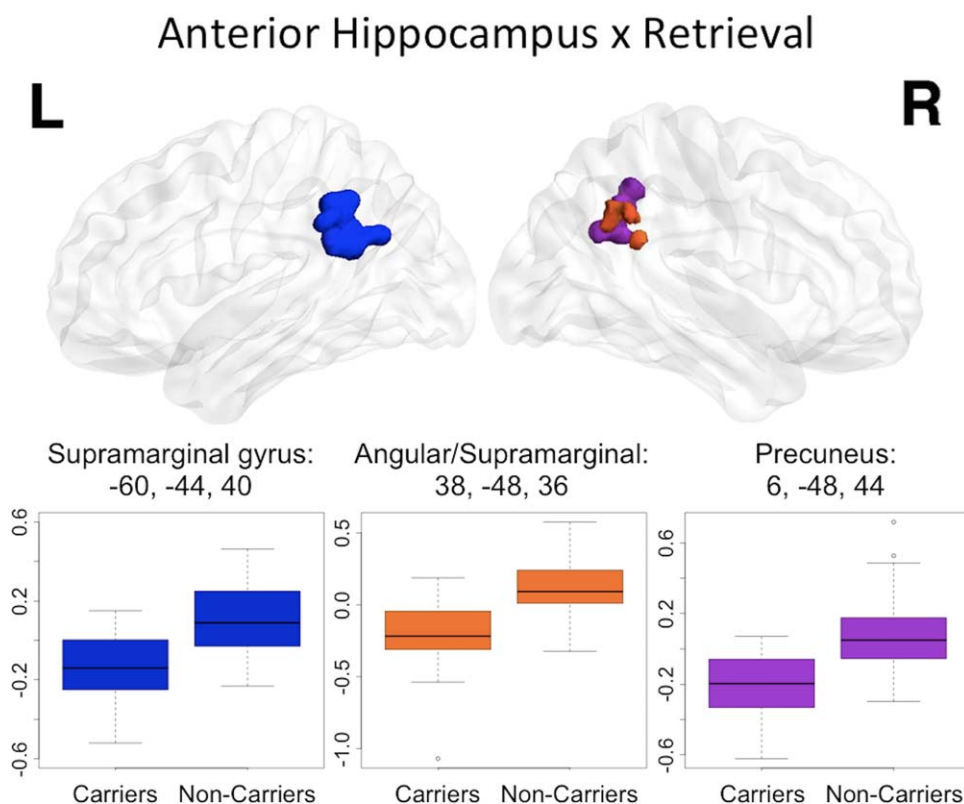 Anterior Hippocampus x Retrieval
L
R
Supramarginal gyrus:
-60, -44, 40
Angular/Supramarginal:
38, -48, 36
Precuneus:
6, -48, 44
0.6
0.2
-0.2
-0.6
0.5
0.0
-0.5
-1.0
0.6
0.2
-0.2
-0.6
Carriers Non-Carriers
Carriers Non-Carriers
Carriers Non-Carriers